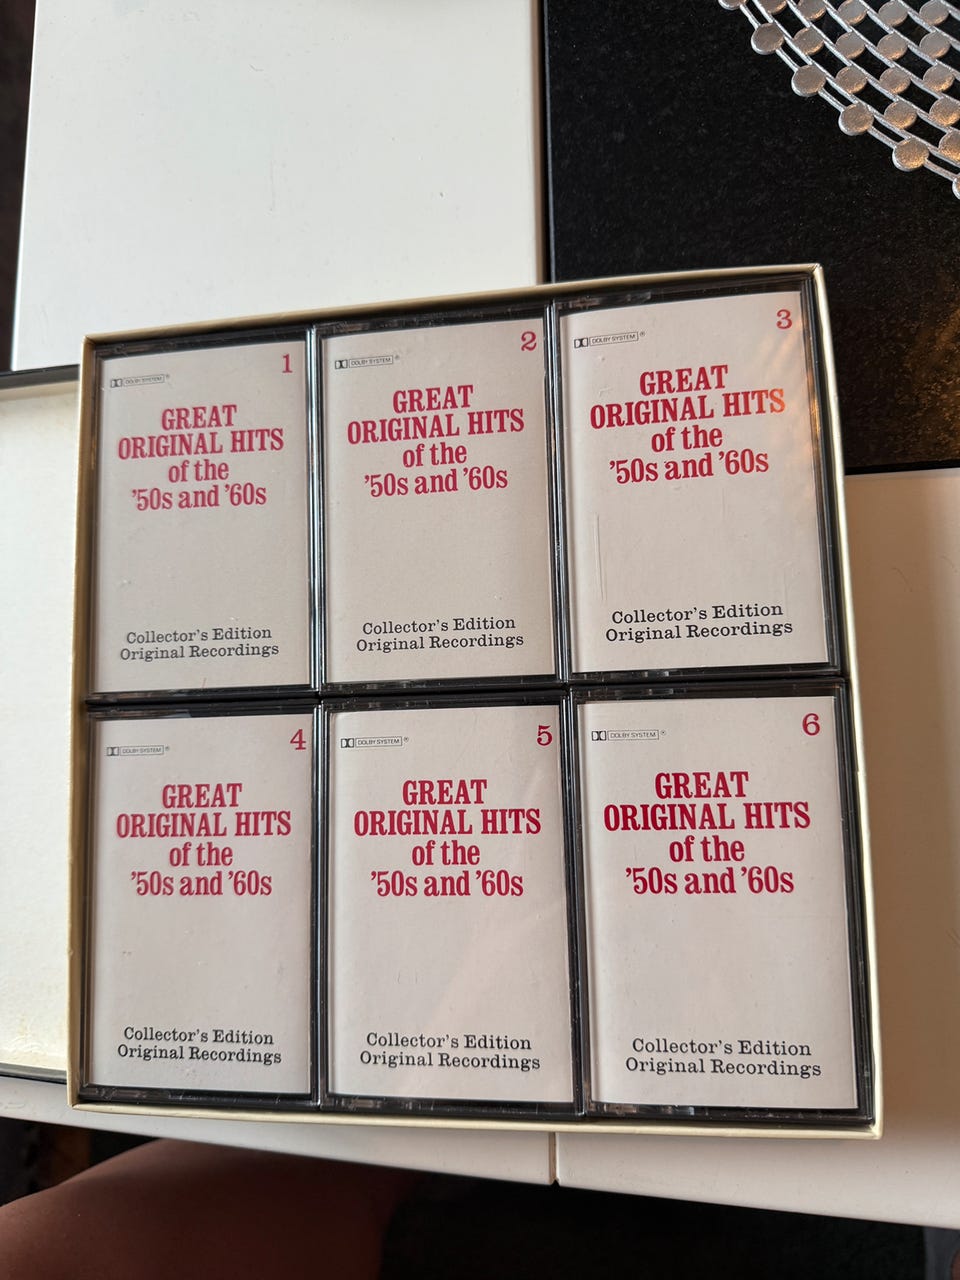 1
DOLBY SYSTEM ®
GREAT
ORIGINAL HITS
of the
'50s and '60s
Collector's Edition
Original Recordings
2
DOLBY SYSTEM ®
GREAT
ORIGINAL HITS
of the
'50s and '60s
Collector's Edition
Original Recordings
3
DOLBY SYSTEM ®
GREAT
ORIGINAL HITS
of the
'50s and '60s
Collector's Edition
Original Recordings
4
DOLBY SYSTEM ®
GREAT
ORIGINAL HITS
of the
'50s and '60s
Collector's Edition
Original Recordings
5
DOLBY SYSTEM ®
GREAT
ORIGINAL HITS
of the
'50s and '60s
Collector's Edition
Original Recordings
6
DOLBY SYSTEM ®
GREAT
ORIGINAL HITS
of the
'50s and '60s
Collector's Edition
Original Recordings